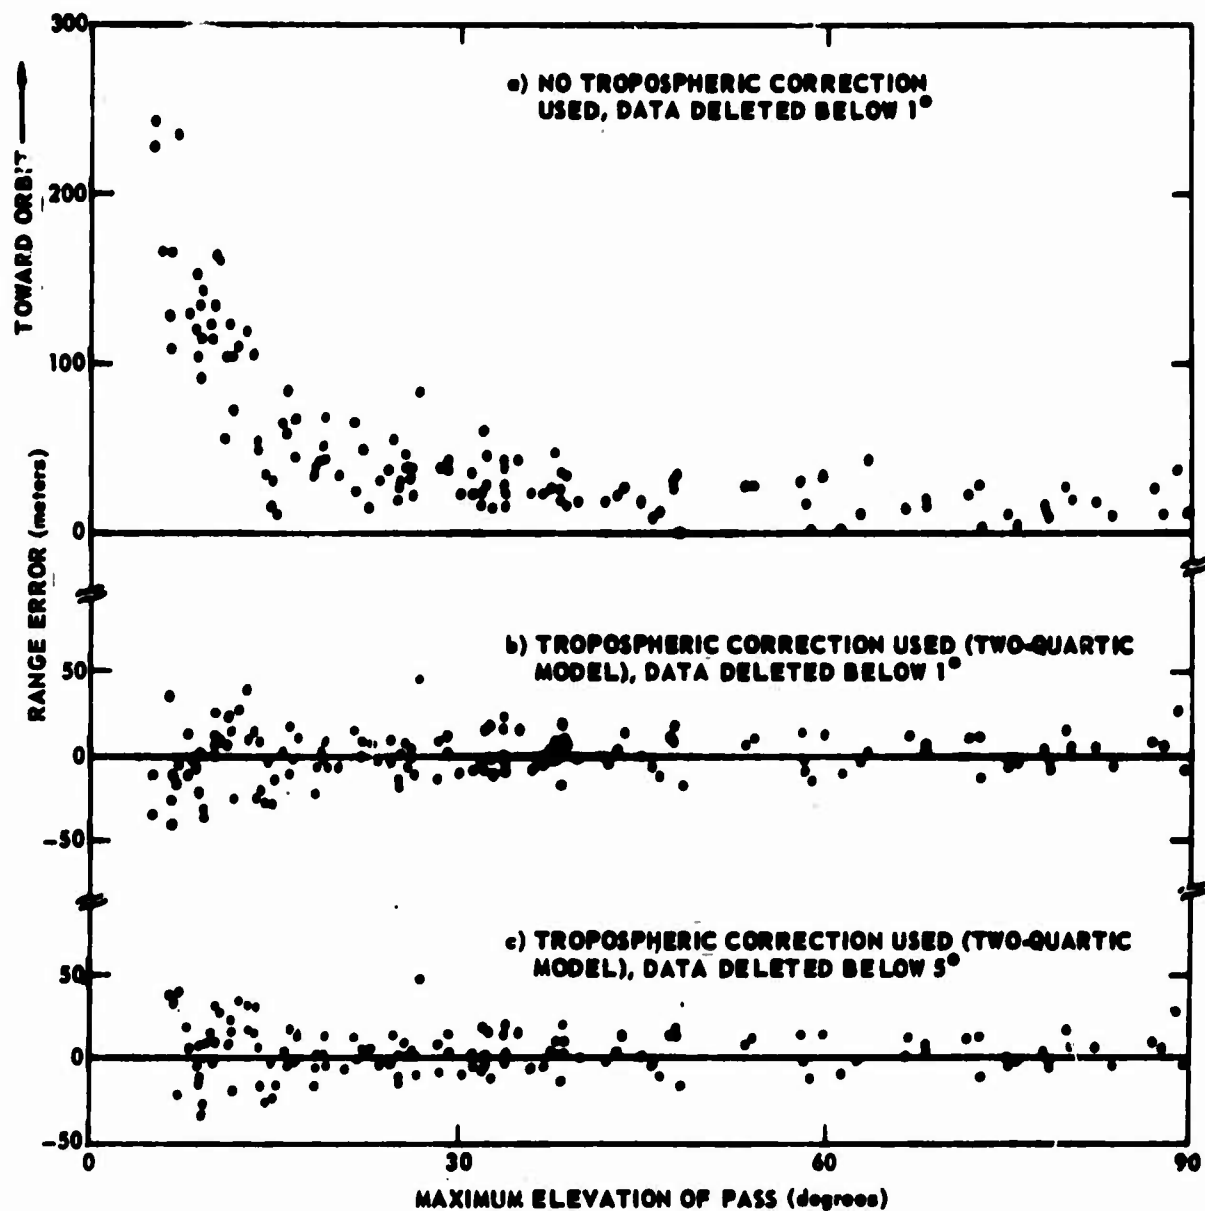 300
a) NO TROPOSPHERIC CORRECTION
USED, DATA DELETED BELOW 1°
TOWARD ORBIT
200
100
0
RANGE ERROR (meters)
b) TROPOSPHERIC CORRECTION USED (TWO-QUARTIC
MODEL), DATA DELETED BELOW 1°
50
0
-50
c) TROPOSPHERIC CORRECTION USED (TWO-QUARTIC
MODEL), DATA DELETED BELOW 5°
50
0
-50
0 30 60 90
MAXIMUM ELEVATION OF PASS (degrees)